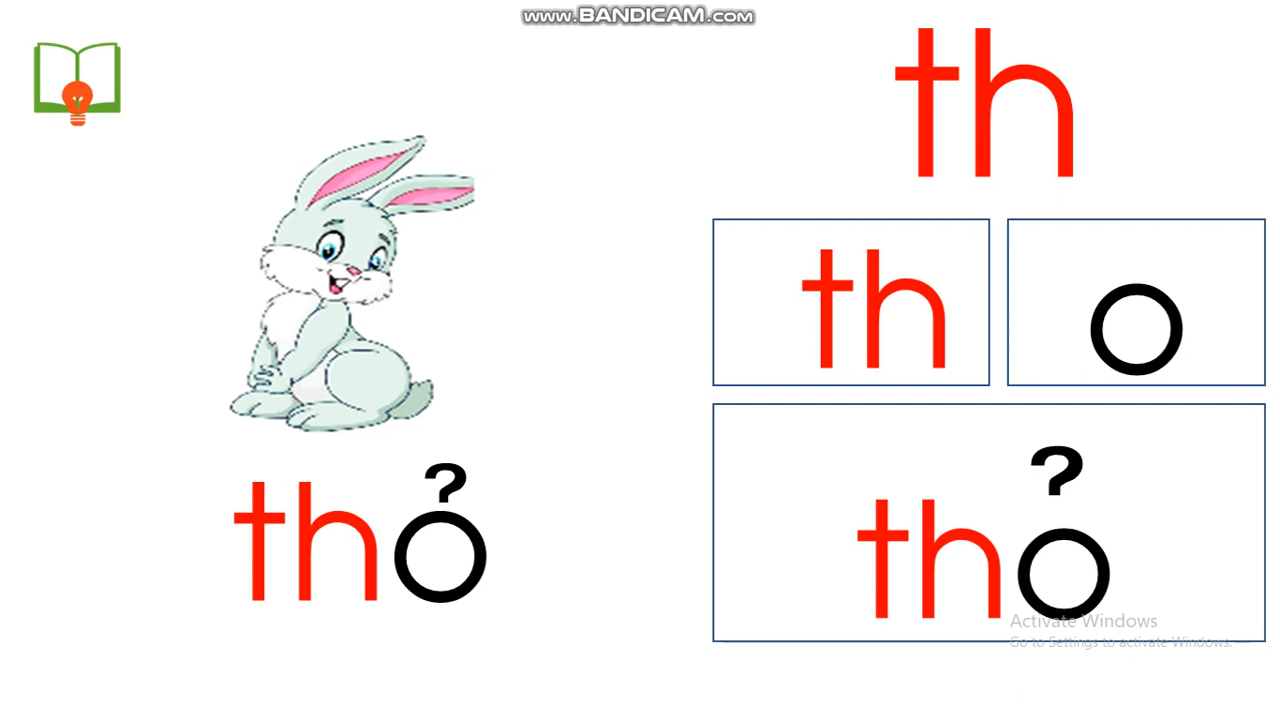 www.BANDICAM.com
th
th o
thỏ
thỏ
Activate Windows
Go to Settings to activate Windows.